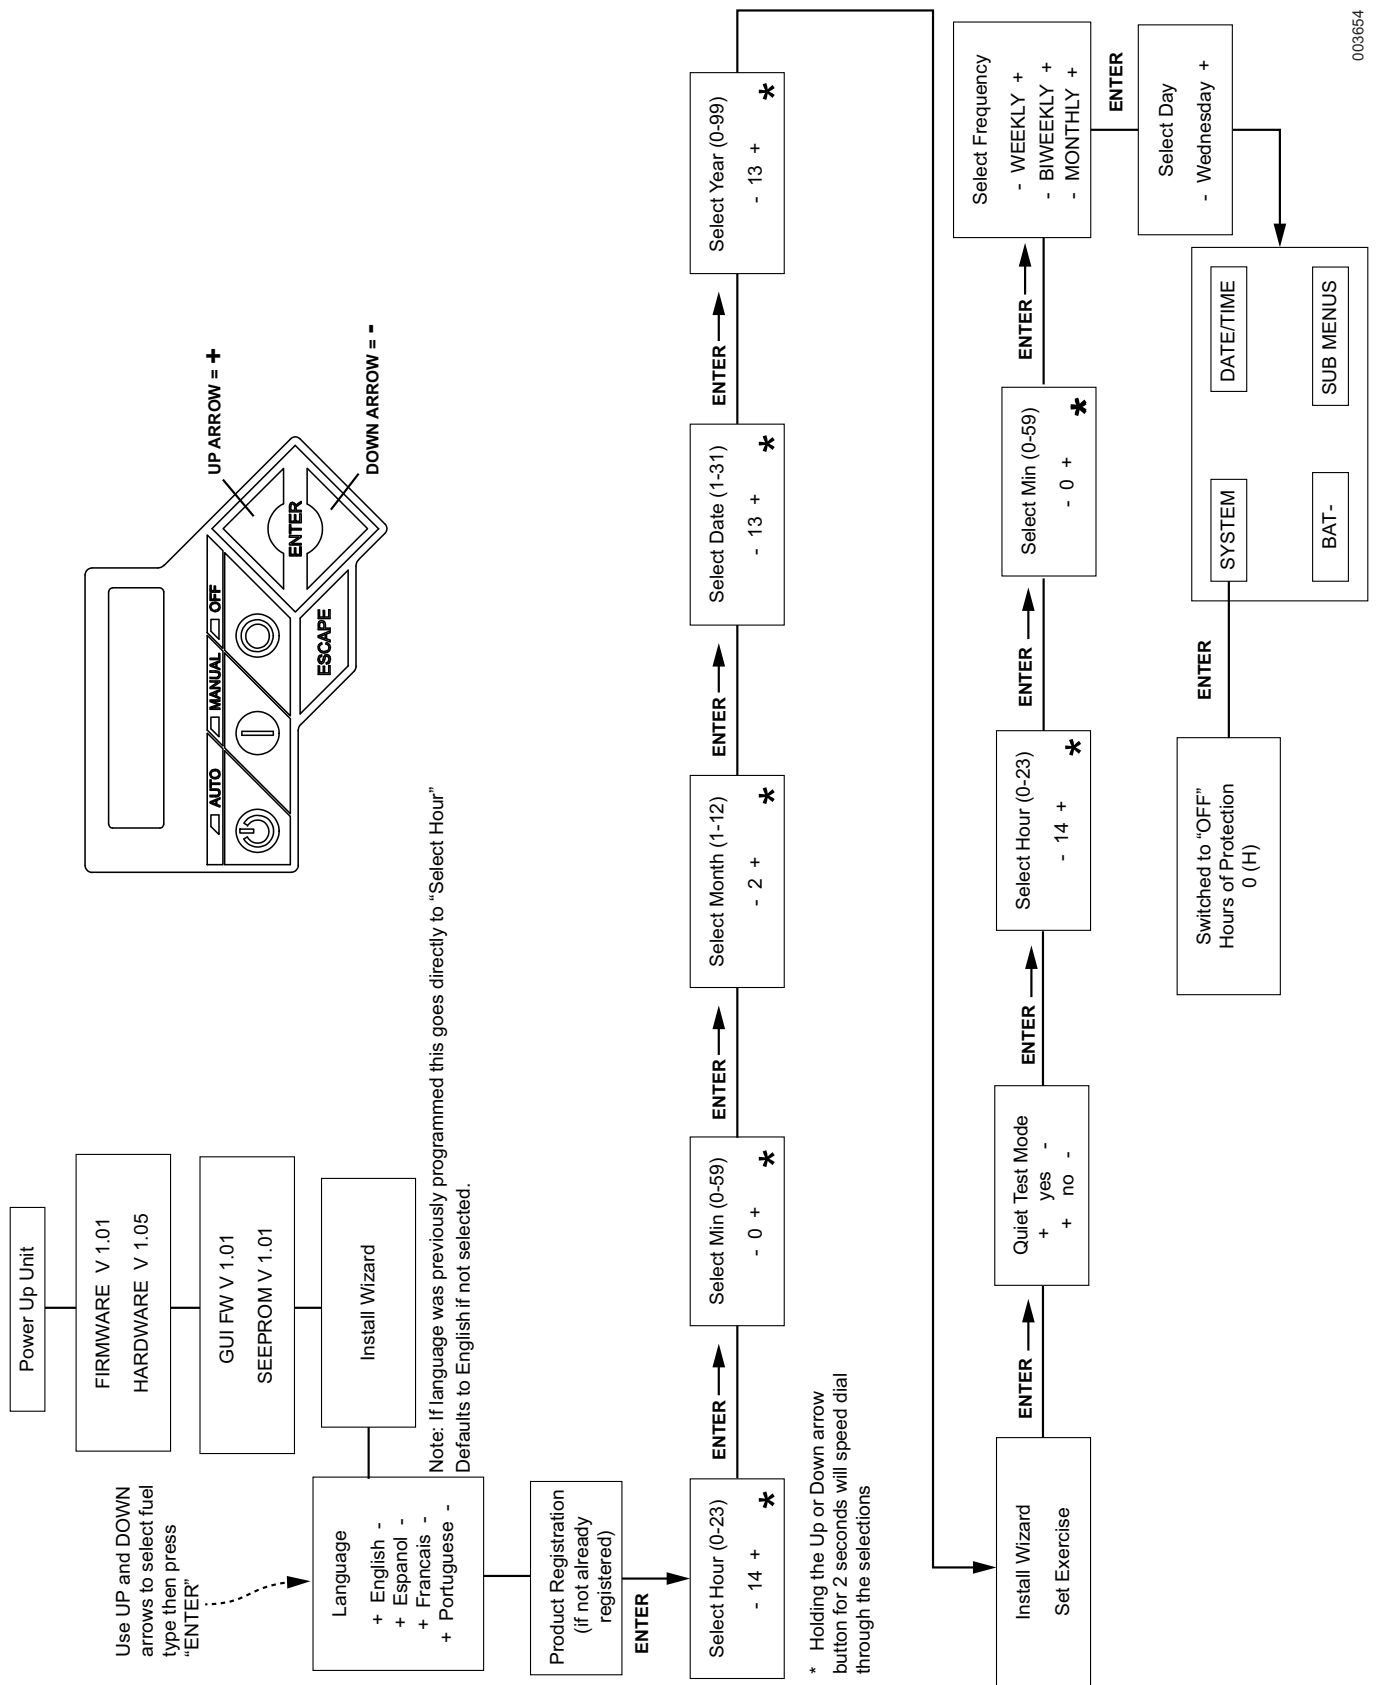 Power Up Unit
FIRMWARE V 1.01
HARDWARE V 1.05
GUI FW V 1.01
SEEPROM V 1.01
Install Wizard
Use UP and DOWN
arrows to select fuel
type then press
“ENTER”
Language
+ English -
+ Espanol -
+ Francais -
+ Portuguese -
Note: If language was previously programmed this goes directly to “Select Hour”
Defaults to English if not selected.
AUTO
MANUAL
OFF
ESCAPE
ENTER
UP ARROW = +
DOWN ARROW = -
Product Registration
(if not already
registered)
ENTER
Select Hour (0-23)
- 14 +
*
ENTER
Select Min (0-59)
- 0 +
*
ENTER
Select Month (1-12)
- 2 +
*
ENTER
Select Date (1-31)
- 13 +
*
ENTER
Select Year (0-99)
- 13 +
*
* Holding the Up or Down arrow
button for 2 seconds will speed dial
through the selections
Install Wizard
Set Exercise
ENTER
Quiet Test Mode
+ yes -
+ no -
ENTER
Select Hour (0-23)
- 14 +
*
ENTER
Select Min (0-59)
- 0 +
*
ENTER
Select Frequency
- WEEKLY +
- BIWEEKLY +
- MONTHLY +
ENTER
Select Day
- Wednesday +
SYSTEM
DATE/TIME
BAT-
SUB MENUS
ENTER
Switched to “OFF”
Hours of Protection
0 (H)
003654